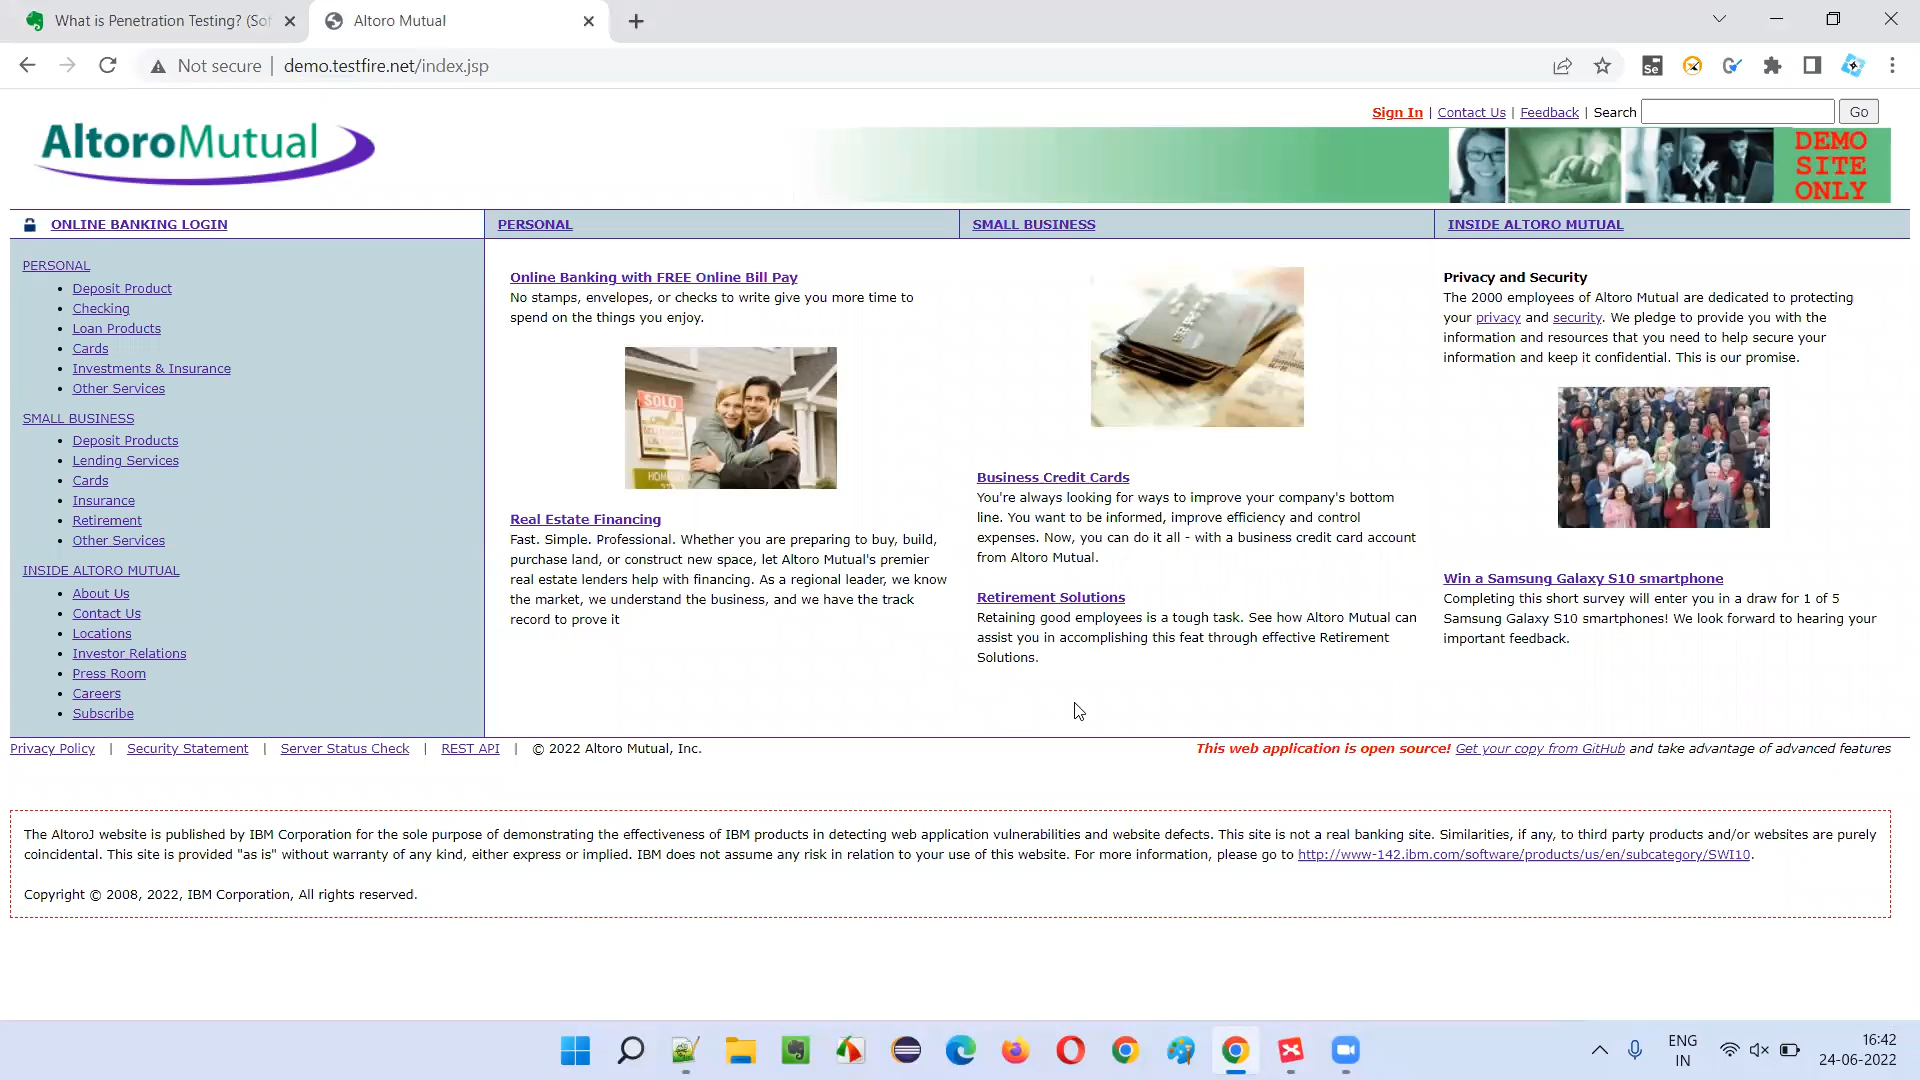 What is Penetration Testing? (Sof
Altoro Mutual
Not secure | demo.testfire.net/index.jsp
Se
Sign In | Contact Us | Feedback | Search Go
AltoroMutual
DEMO
SITE
ONLY
ONLINE BANKING LOGIN
PERSONAL
SMALL BUSINESS
INSIDE ALTORO MUTUAL
PERSONAL
Deposit Product
Checking
Loan Products
Cards
Investments & Insurance
Other Services
SMALL BUSINESS
Deposit Products
Lending Services
Cards
Insurance
Retirement
Other Services
INSIDE ALTORO MUTUAL
About Us
Contact Us
Locations
Investor Relations
Press Room
Careers
Subscribe
Online Banking with FREE Online Bill Pay
No stamps, envelopes, or checks to write give you more time to
spend on the things you enjoy.
SOLD
Real Estate Financing
Fast. Simple. Professional. Whether you are preparing to buy, build,
purchase land, or construct new space, let Altoro Mutual's premier
real estate lenders help with financing. As a regional leader, we know
the market, we understand the business, and we have the track
record to prove it
Business Credit Cards
You're always looking for ways to improve your company's bottom
line. You want to be informed, improve efficiency and control
expenses. Now, you can do it all - with a business credit card account
from Altoro Mutual.
Retirement Solutions
Retaining good employees is a tough task. See how Altoro Mutual can
assist you in accomplishing this feat through effective Retirement
Solutions.
Privacy and Security
The 2000 employees of Altoro Mutual are dedicated to protecting
your privacy and security. We pledge to provide you with the
information and resources that you need to help secure your
information and keep it confidential. This is our promise.
Win a Samsung Galaxy S10 smartphone
Completing this short survey will enter you in a draw for 1 of 5
Samsung Galaxy S10 smartphones! We look forward to hearing your
important feedback.
Privacy Policy | Security Statement | Server Status Check | REST API | © 2022 Altoro Mutual, Inc.
This web application is open source! Get your copy from GitHub and take advantage of advanced features
The AltoroJ website is published by IBM Corporation for the sole purpose of demonstrating the effectiveness of IBM products in detecting web application vulnerabilities and website defects. This site is not a real banking site. Similarities, if any, to third party products and/or websites are purely
coincidental. This site is provided "as is" without warranty of any kind, either express or implied. IBM does not assume any risk in relation to your use of this website. For more information, please go to http://www-142.ibm.com/software/products/us/en/subcategory/SWI10.
Copyright © 2008, 2022, IBM Corporation, All rights reserved.
ENG
IN
16:42
24-06-2022